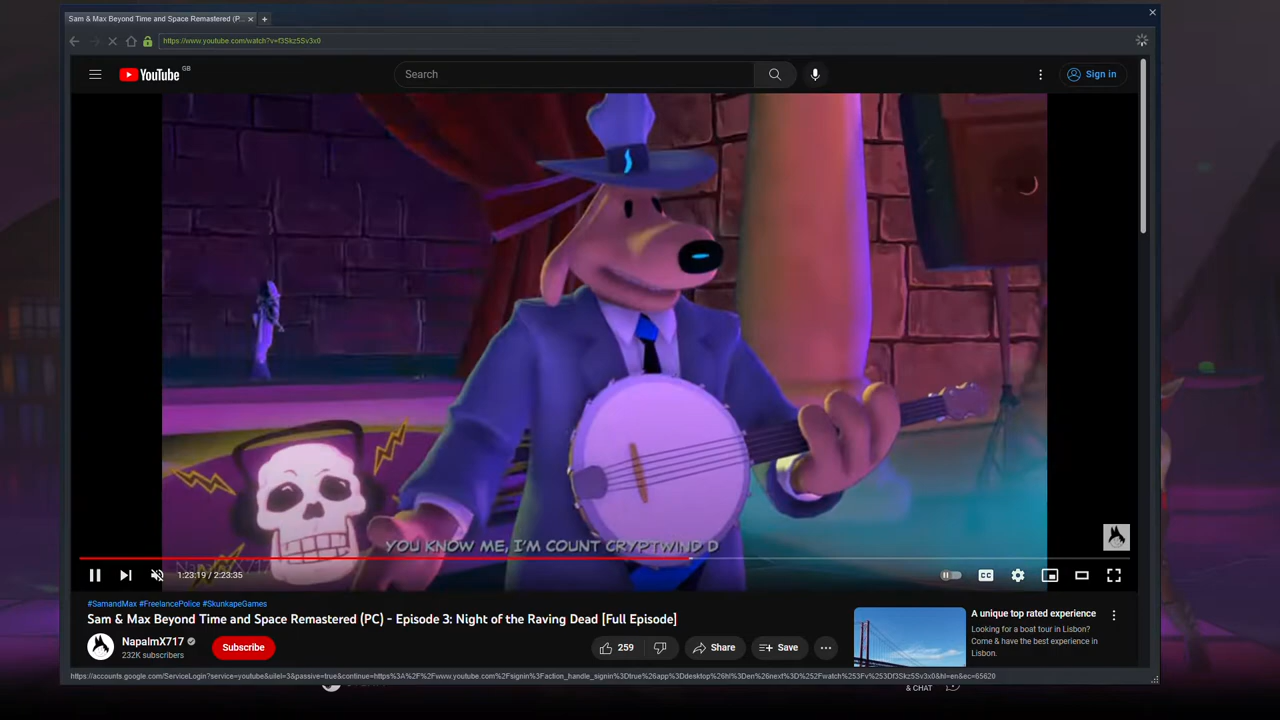 Sam & Max Beyond Time and Space Remastered (P...
https://www.youtube.com/watch?v=f3Skz5Sv3x0
YouTube GB
Search
Sign in
YOU KNOW ME, I'M COUNT CRYPTWIND D
1:23:19 / 2:23:35
CC
#SamandMax #FreelancePolice #SkunkapeGames
Sam & Max Beyond Time and Space Remastered (PC) - Episode 3: Night of the Raving Dead [Full Episode]
NapalmX717
232K subscribers
Subscribe
259
Share
Save
A unique top rated experience
Looking for a boat tour in Lisbon?
Come & have the best experience in
Lisbon.
https://accounts.google.com/ServiceLogin?service=youtube&uilel=3&passive=true&continue=https%3A%2F%2Fwww.youtube.com%2Fsignin%3Faction_handle_signin%3Dtrue%26app%3Ddesktop%26hl%3Den%26next%3D%252Fwatch%253Fv%253Df3Skz5Sv3x0&hl=en&ec=65620
& CHAT